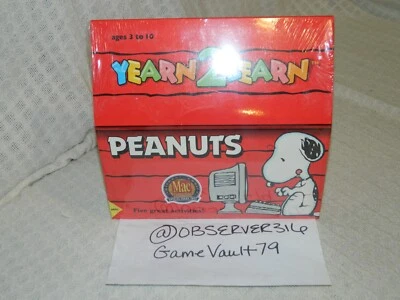 ages 3 to 10
YEARN 2 LEARN
PEANUTS
Mac
Five great activities!
@OBSERVER316
GameVault79